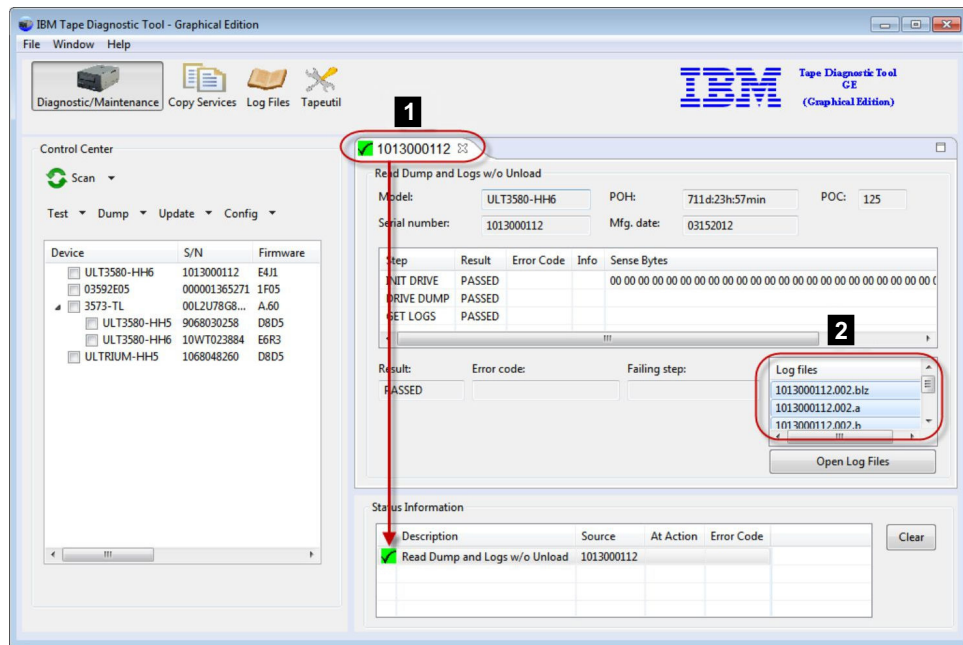 IBM Tape Diagnostic Tool - Graphical Edition
File Window Help
Diagnostic/Maintenance Copy Services Log Files Tapeutil
IBM
Tape Diagnostic Tool
GE
(Graphical Edition)
1
Control Center
Scan
Test Dump Update Config
Device S/N Firmware
ULT3580-HH6 1013000112 E4J1
03592E05 000001365271 1F05
3573-TL 00L2U78G8... A.60
ULT3580-HH5 9068030258 D8D5
ULT3580-HH6 10WT023884 E6R3
ULTRIUM-HH5 1068048260 D8D5
1013000112
Read Dump and Logs w/o Unload
Model: ULT3580-HH6 POH: 711d:23h:57min POC: 125
Serial number: 1013000112 Mfg. date: 03152012
Step Result Error Code Info Sense Bytes
INIT DRIVE PASSED 00 00 00 00 00 00 00 00 00 00 00 00 00 00 00 00 00 00 00 00 00 00 00 0
DRIVE DUMP PASSED
GET LOGS PASSED
2
Result: Error code: Failing step:
PASSED
Log files
1013000112.002.blz
1013000112.002.a
1013000112.002.b
Open Log Files
Status Information
Description Source At Action Error Code
Read Dump and Logs w/o Unload 1013000112
Clear